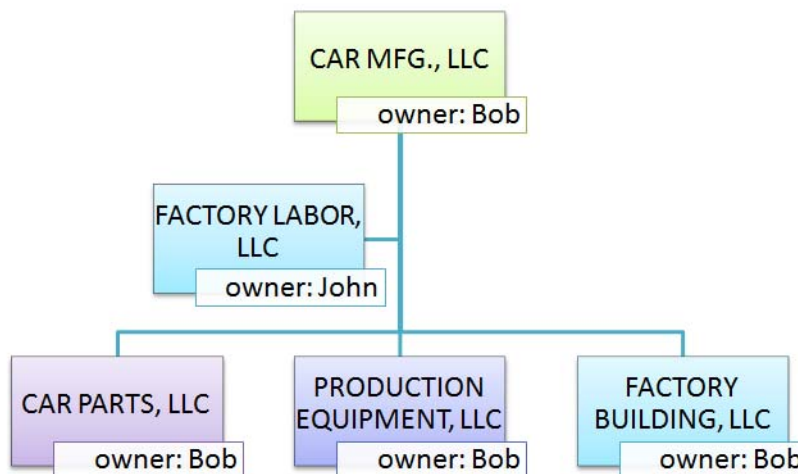 CAR MFG., LLC
owner: Bob
FACTORY LABOR,
LLC
owner: John
CAR PARTS, LLC
owner: Bob
PRODUCTION
EQUIPMENT, LLC
owner: Bob
FACTORY
BUILDING, LLC
owner: Bob